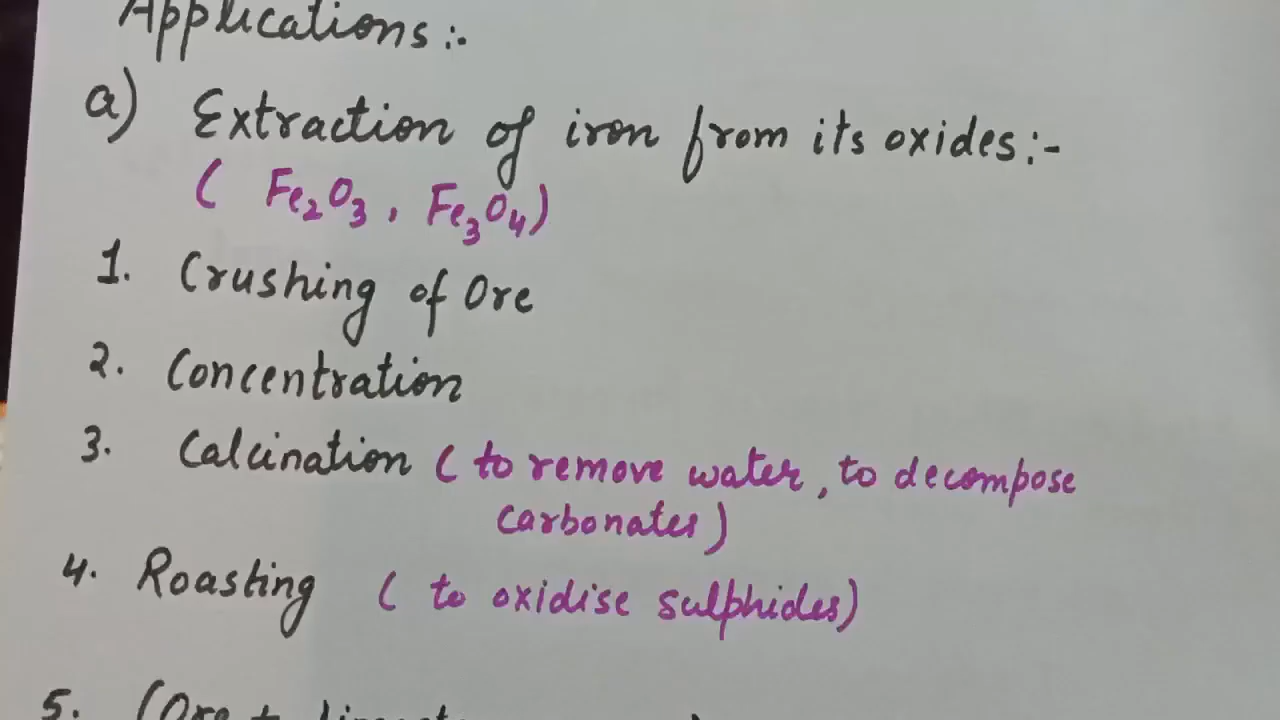 Applications :-
a) Extraction of iron from its oxides :-
( Fe₂O₃ , Fe₃O₄ )
1. Crushing of Ore
2. Concentration
3. Calcination ( to remove water, to decompose
carbonates )
4. Roasting ( to oxidise sulphides )
5. (Ore +